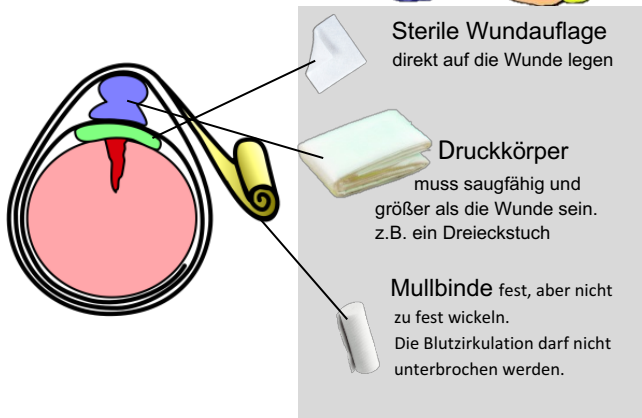 Sterile Wundauflage
direkt auf die Wunde legen
Druckkörper
muss saugfähig und
größer als die Wunde sein.
z.B. ein Dreieckstuch
Mullbinde fest, aber nicht
zu fest wickeln.
Die Blutzirkulation darf nicht
unterbrochen werden.